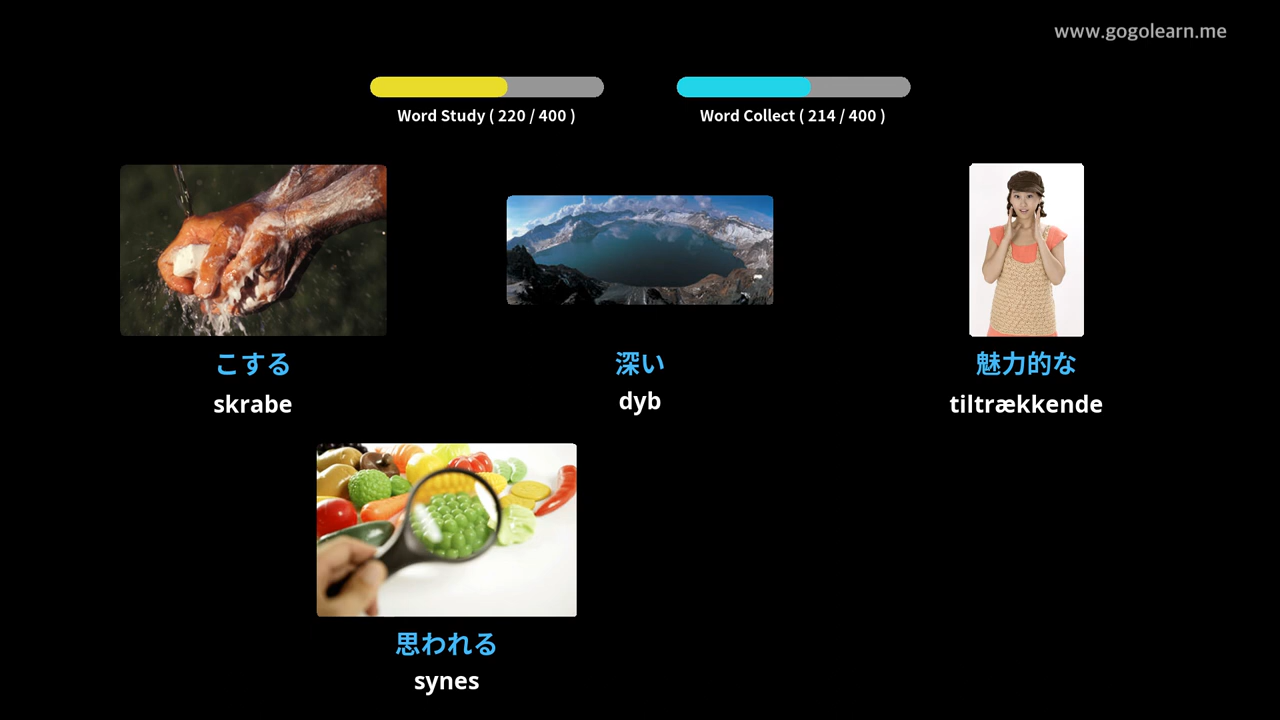 www.gogolearn.me
Word Study ( 220 / 400 )
Word Collect ( 214 / 400 )
こする
skrabe
深い
dyb
魅力的な
tiltrækkende
思われる
synes